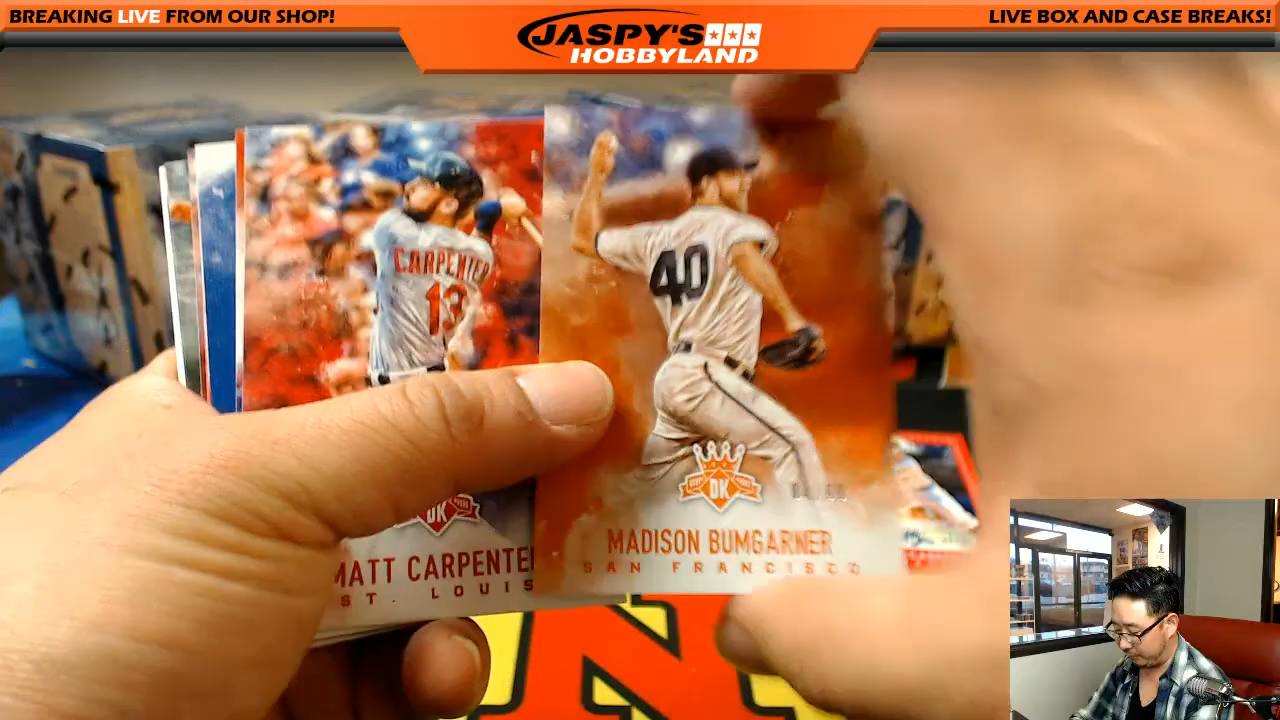 BREAKING LIVE FROM OUR SHOP!
JASPY'S
HOBBYLAND
LIVE BOX AND CASE BREAKS!
CARPENTER
13
40
DK
DK
MATT CARPENTER
ST. LOUIS
MADISON BUMGARNER
SAN FRANCISCO
N